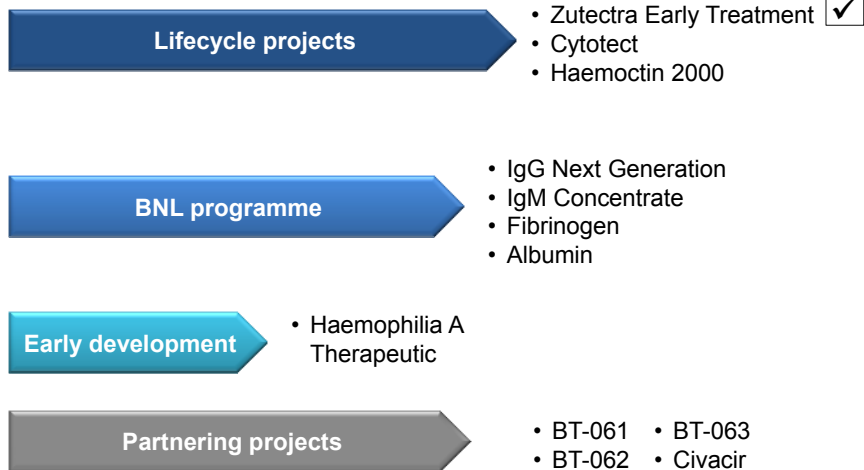 Lifecycle projects
• Zutectra Early Treatment ✓
• Cytotect
• Haemoctin 2000
BNL programme
• IgG Next Generation
• IgM Concentrate
• Fibrinogen
• Albumin
Early development
• Haemophilia A
Therapeutic
Partnering projects
• BT-061 • BT-063
• BT-062 • Civacir